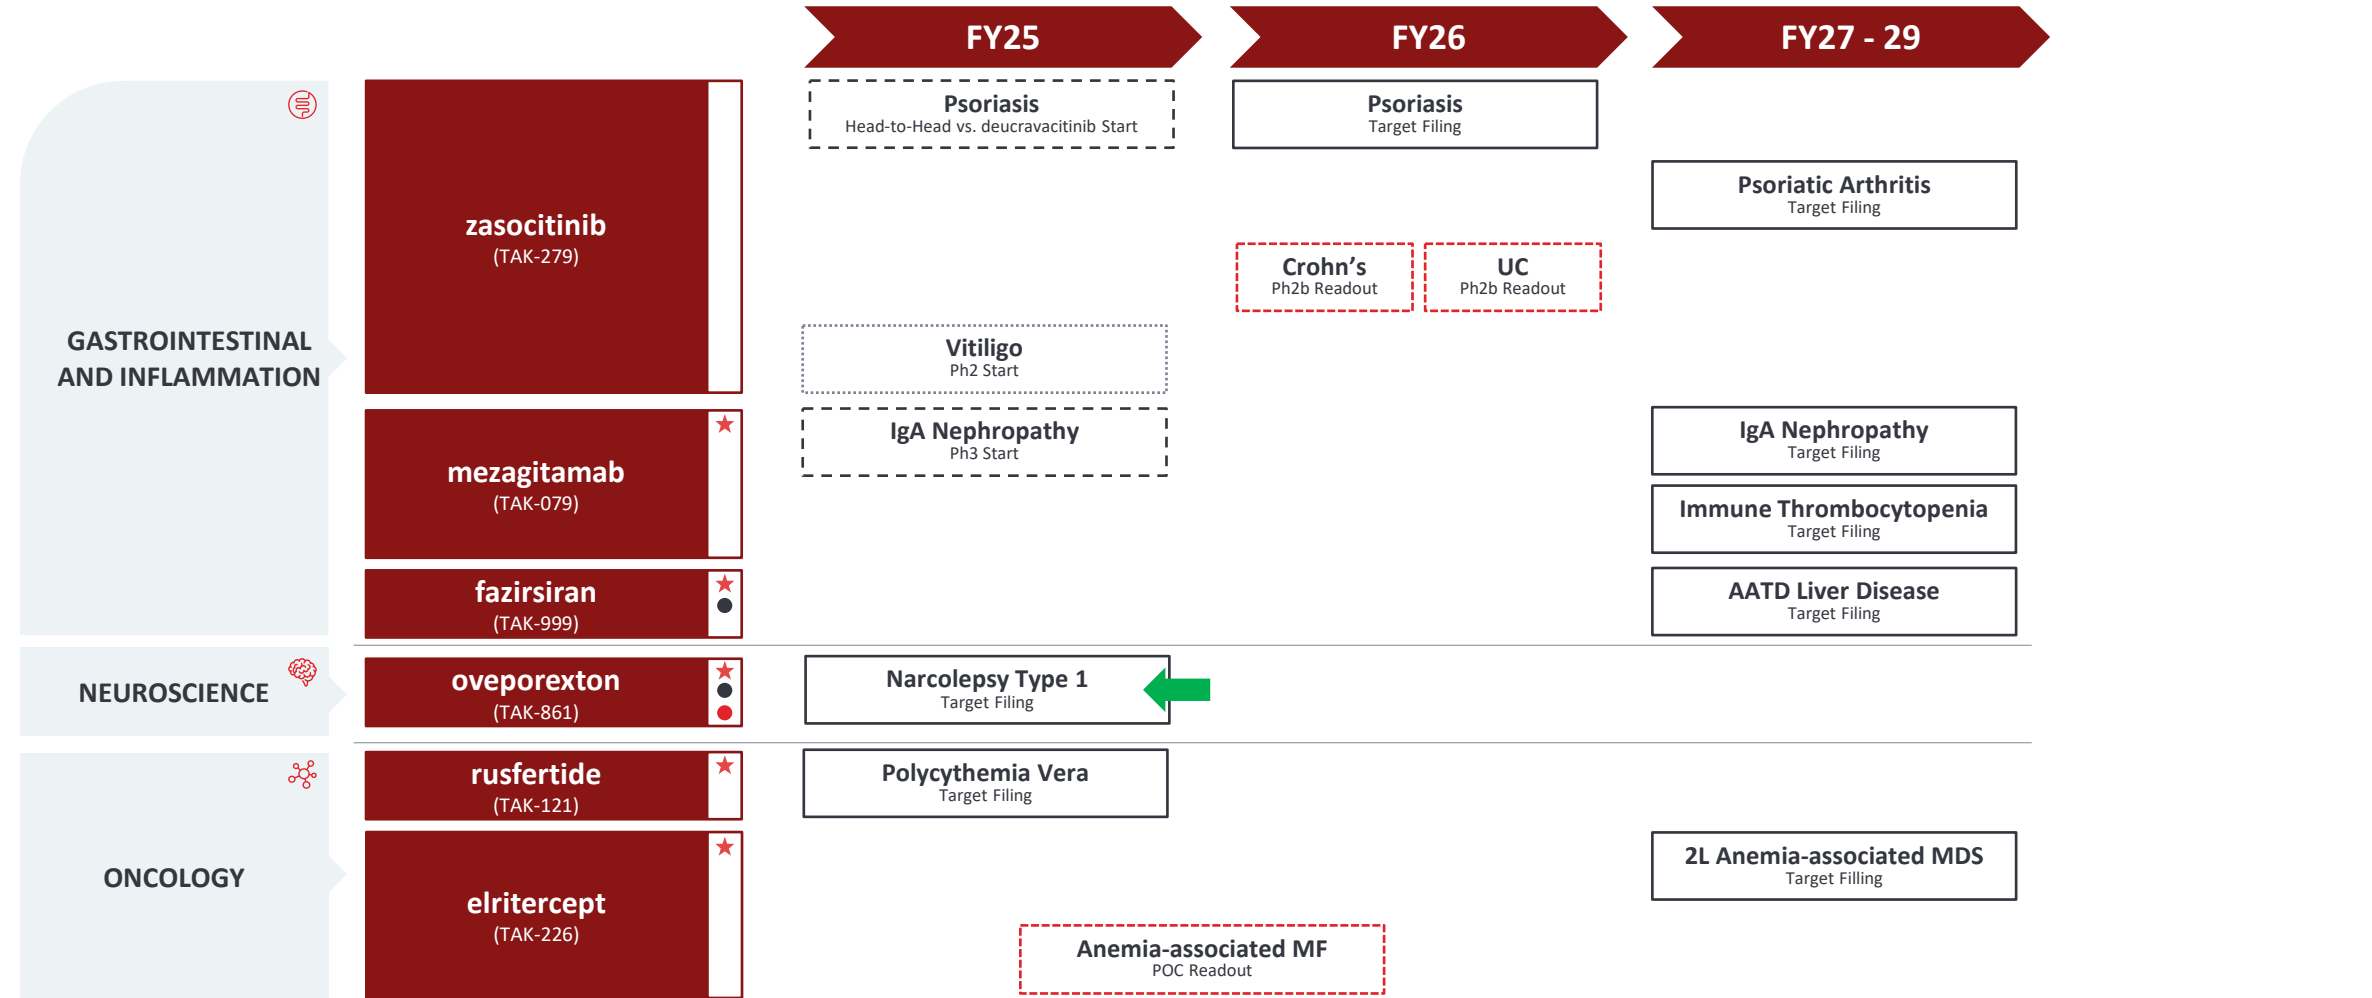 FY25
FY26
FY27 - 29
GASTROINTESTINAL
AND INFLAMMATION
zasocitinib
(TAK-279)
Psoriasis
Head-to-Head vs. deucravacitinib Start
Psoriasis
Target Filing
Psoriatic Arthritis
Target Filing
Crohn’s
Ph2b Readout
UC
Ph2b Readout
Vitiligo
Ph2 Start
mezagitamab
(TAK-079)
IgA Nephropathy
Ph3 Start
IgA Nephropathy
Target Filing
Immune Thrombocytopenia
Target Filing
fazirsiran
(TAK-999)
AATD Liver Disease
Target Filing
NEUROSCIENCE
oveporexton
(TAK-861)
Narcolepsy Type 1
Target Filing
ONCOLOGY
rusfertide
(TAK-121)
Polycythemia Vera
Target Filing
elritercept
(TAK-226)
2L Anemia-associated MDS
Target Filling
Anemia-associated MF
POC Readout